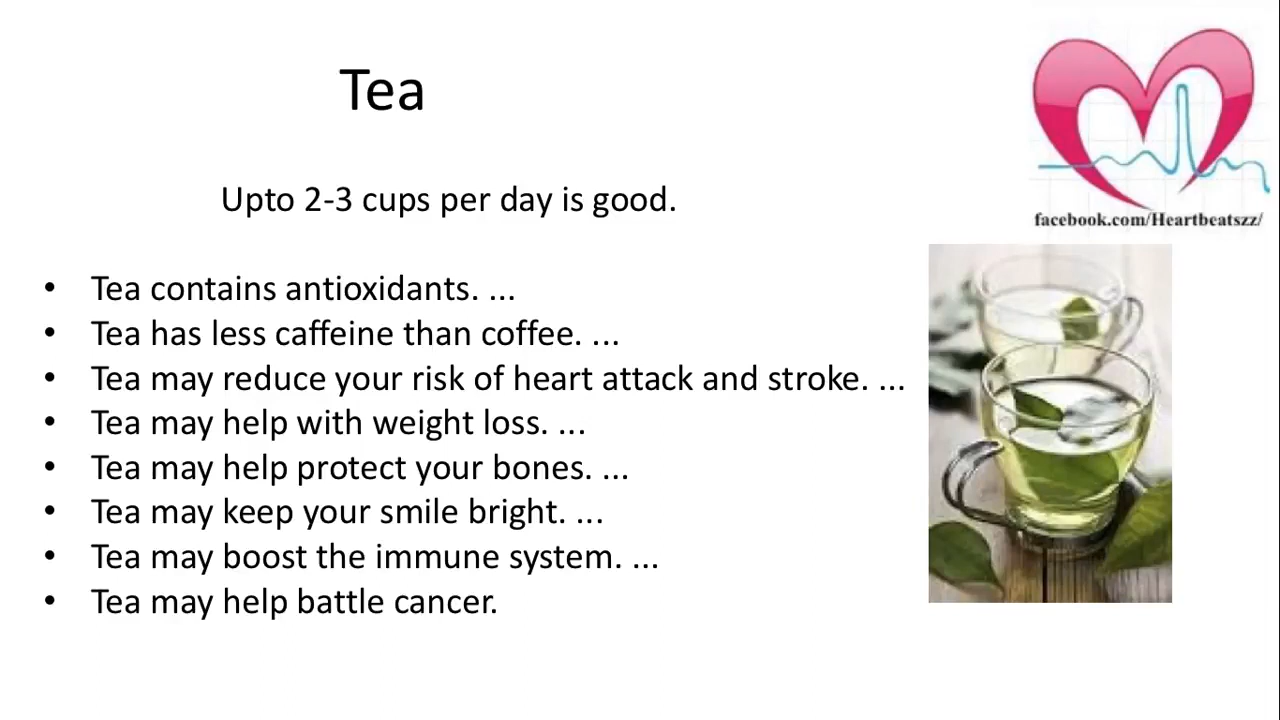 Tea
facebook.com/Heartbeatszz/
Upto 2-3 cups per day is good.
• Tea contains antioxidants. ...
• Tea has less caffeine than coffee. ...
• Tea may reduce your risk of heart attack and stroke. ...
• Tea may help with weight loss. ...
• Tea may help protect your bones. ...
• Tea may keep your smile bright. ...
• Tea may boost the immune system. ...
• Tea may help battle cancer.